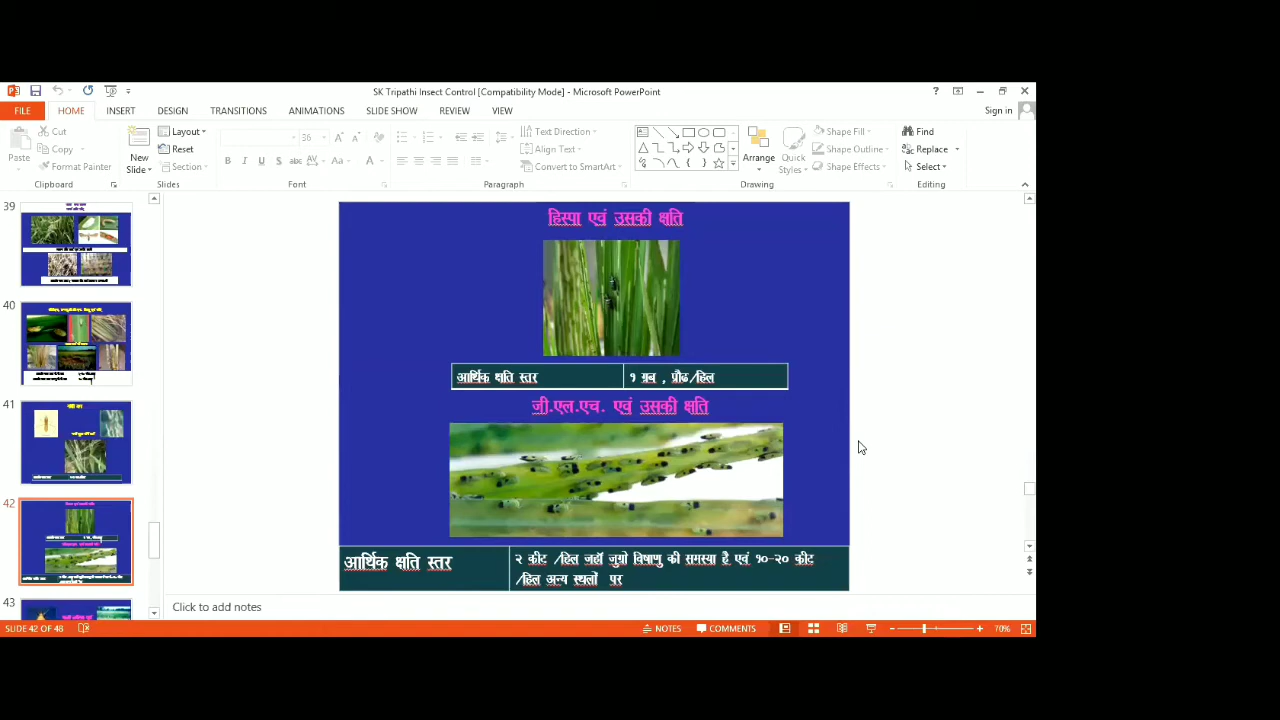 SK Tripathi Insect Control [Compatibility Mode] - Microsoft PowerPoint
Sign in
FILE HOME INSERT DESIGN TRANSITIONS ANIMATIONS SLIDE SHOW REVIEW VIEW
Paste
Cut
Copy
Format Painter
Clipboard
New Slide
Layout
Reset
Section
Slides
36
B I U S abc AV Aa A
Font
Text Direction
Align Text
Convert to SmartArt
Paragraph
Arrange
Quick Styles
Shape Fill
Shape Outline
Shape Effects
Drawing
Find
Replace
Select
Editing
39
40
41
42
43
हिस्पा एवं उसकी क्षति
आर्थिक क्षति स्तर १ ग्रब , प्रौढ/हिल
जी.एल.एच. एवं उसकी क्षति
आर्थिक क्षति स्तर
२ कीट /हिल जहाँ जुग्रो विषाणु की समस्या है एवं १०-२० कीट
/हिल अन्य स्थलों पर
Click to add notes
SLIDE 42 OF 48 NOTES COMMENTS 70%